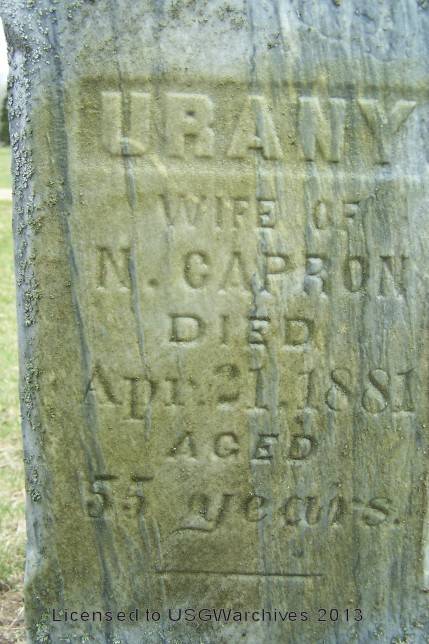 URANY
WIFE OF
N. CAPRON
DIED
Apr. 21, 1881
AGED
55 years.
Licensed to USGWarchives 2013